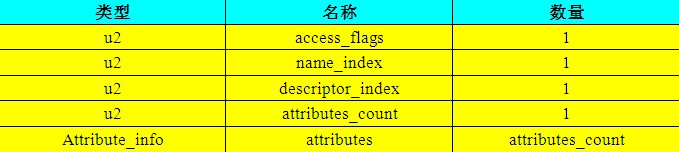 类型 名称 数量
u2 access_flags 1
u2 name_index 1
u2 descriptor_index 1
u2 attributes_count 1
Attribute_info attributes attributes_count